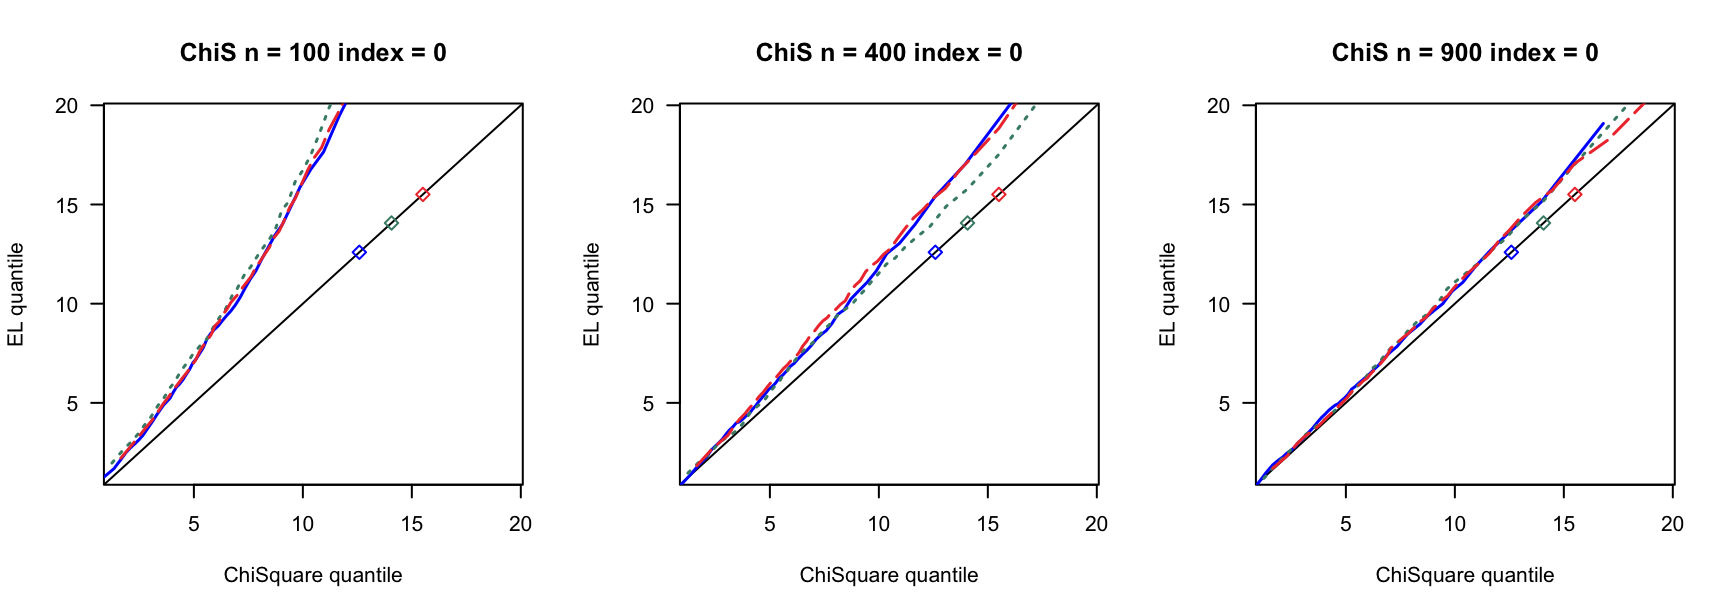 ChiS n = 100 index = 0
20
15
10
5
EL quantile
5 10 15 20
ChiSquare quantile
ChiS n = 400 index = 0
20
15
10
5
EL quantile
5 10 15 20
ChiSquare quantile
ChiS n = 900 index = 0
20
15
10
5
EL quantile
5 10 15 20
ChiSquare quantile